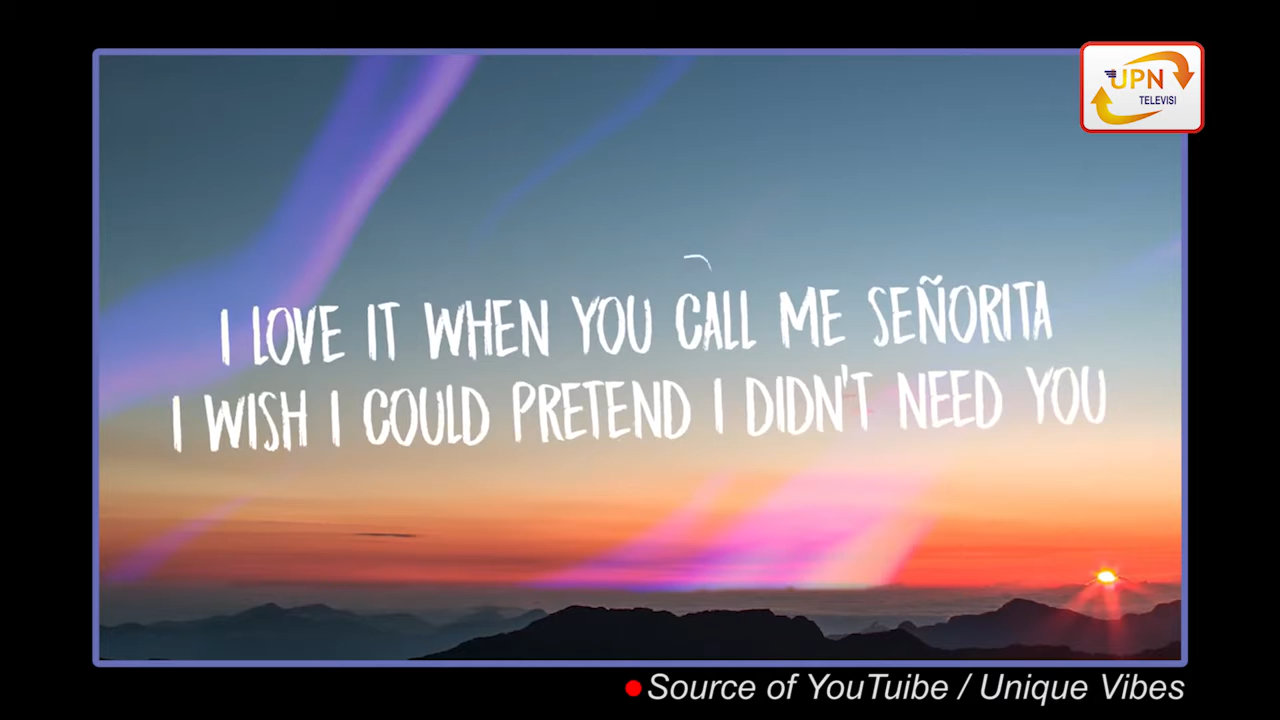 UPN
TELEVISI
I LOVE IT WHEN YOU CALL ME SEÑORITA
I WISH I COULD PRETEND I DIDN'T NEED YOU
Source of YouTuibe / Unique Vibes